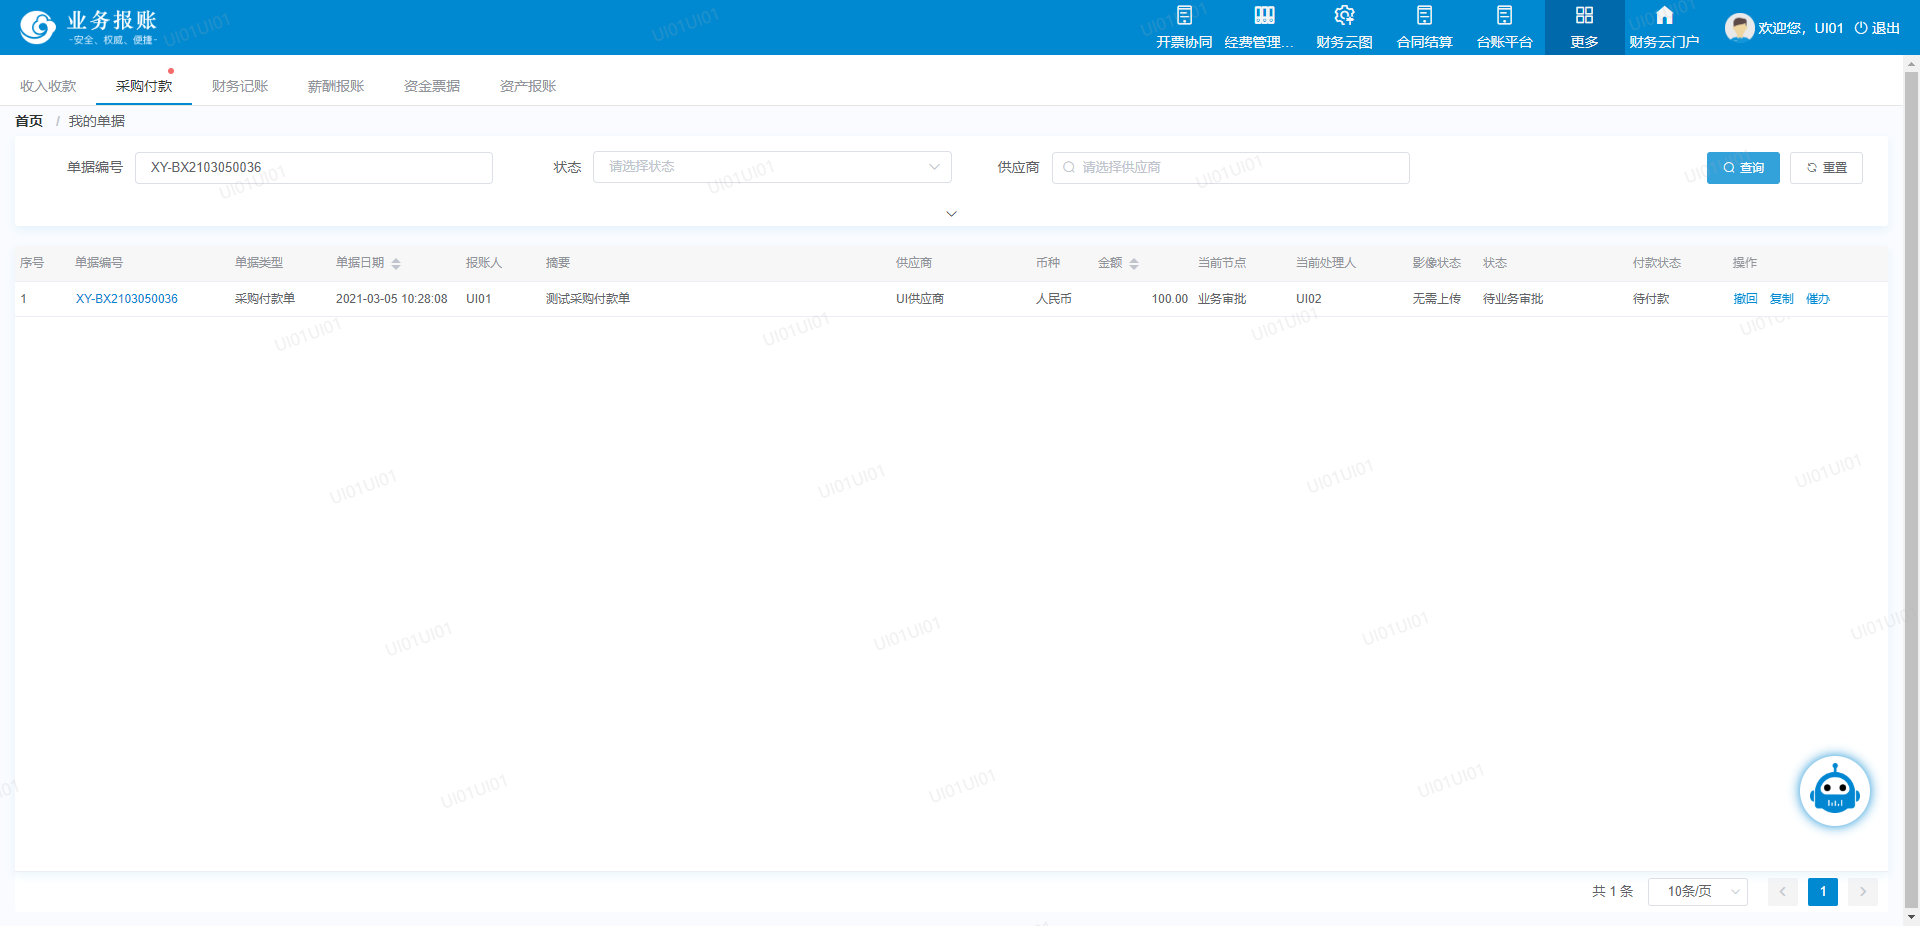 业务报账
-安全、权威、便捷-
开票协同
经费管理...
财务云图
合同结算
台账平台
更多
财务云门户
欢迎您，UI01
退出
收入收款
采购付款
财务记账
薪酬报账
资金票据
资产报账
首页 / 我的单据
单据编号 XY-BX2103050036
状态 请选择状态
供应商 请选择供应商
查询
重置
序号 单据编号 单据类型 单据日期 报账人 摘要 供应商 币种 金额 当前节点 当前处理人 影像状态 状态 付款状态 操作
1 XY-BX2103050036 采购付款单 2021-03-05 10:28:08 UI01 测试采购付款单 UI供应商 人民币 100.00 业务审批 UI02 无需上传 待业务审批 待付款 撤回 复制 催办
共 1 条 10条/页 1
UI01UI01